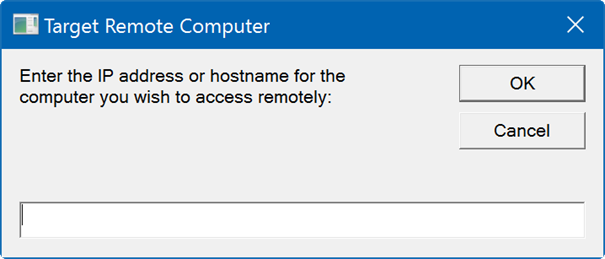 Target Remote Computer
Enter the IP address or hostname for the
computer you wish to access remotely:
OK
Cancel